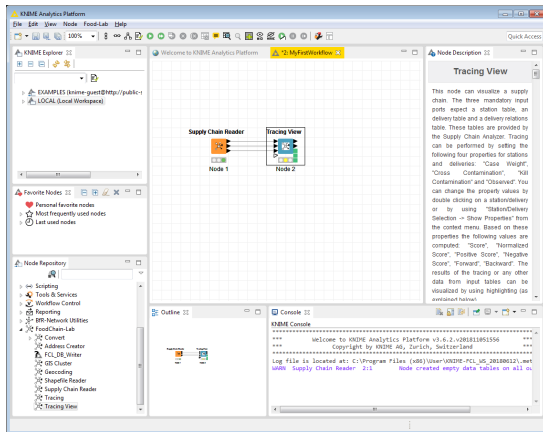 KNIME Analytics Platform
File Edit View Node Food-Lab Help
100%
Quick Access
KNIME Explorer
EXAMPLES (knime-guest@http://public-
LOCAL (Local Workspace)
Favorite Nodes
Personal favorite nodes
Most frequently used nodes
Last used nodes
Node Repository
Scripting
Tools & Services
Workflow Control
Reporting
BfR-Network Utilities
FoodChain-Lab
Convert
Address Creator
FCL_DB_Writer
GIS Cluster
Geocoding
Shapefile Reader
Supply Chain Reader
Tracing
Tracing View
Welcome to KNIME Analytics Platform
*2: MyFirstWorkflow
Supply Chain Reader
Node 1
Tracing View
Node 2
Outline
Console
KNIME Console
*** Welcome to KNIME Analytics Platform v3.6.2.v201811051556 ***
*** Copyright by KNIME AG, Zurich, Switzerland ***
Log file is located at: C:\Program Files (x86)\User\KNIME-FCL_WS_20180612\.met
WARN Supply Chain Reader 2:1 Node created empty data tables on all ou
Node Description
Tracing View
This node can visualize a supply
chain. The three mandatory input
ports expect a station table, an
delivery table and a delivery relations
table. These tables are provided by
the Supply Chain Analyzer. Tracing
can be performed by setting the
following four properties for stations
and deliveries: "Case Weight",
"Cross Contamination", "Kill
Contamination" and "Observed". You
can change the properly values by
double clicking on a station/delivery
or by using "Station/Delivery
Selection -> Show Properties" from
the context menu. Based on these
properties the following values are
computed: "Score", "Normalized
Score", "Positive Score", "Negative
Score", "Forward", "Backward". The
results of the tracing or any other
data from input tables can be
visualized by using highlighting (as
explained below)